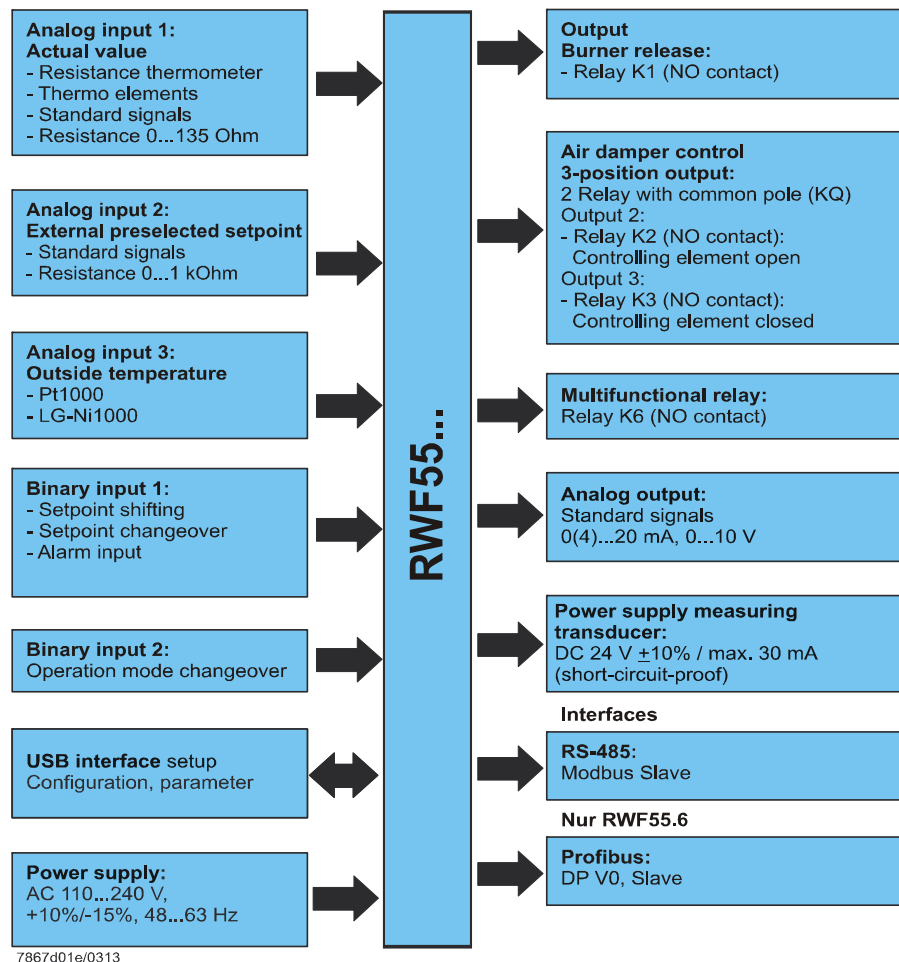 Analog input 1:
Actual value
- Resistance thermometer
- Thermo elements
- Standard signals
- Resistance 0...135 Ohm
Analog input 2:
External preselected setpoint
- Standard signals
- Resistance 0...1 kOhm
Analog input 3:
Outside temperature
- Pt1000
- LG-Ni1000
Binary input 1:
- Setpoint shifting
- Setpoint changeover
- Alarm input
Binary input 2:
Operation mode changeover
USB interface setup
Configuration, parameter
Power supply:
AC 110...240 V,
+10%/-15%, 48...63 Hz
RWF55...
Output
Burner release:
- Relay K1 (NO contact)
Air damper control
3-position output:
2 Relay with common pole (KQ)
Output 2:
- Relay K2 (NO contact):
Controlling element open
Output 3:
- Relay K3 (NO contact):
Controlling element closed
Multifunctional relay:
Relay K6 (NO contact)
Analog output:
Standard signals
0(4)...20 mA, 0...10 V
Power supply measuring
transducer:
DC 24 V ±10% / max. 30 mA
(short-circuit-proof)
Interfaces
RS-485:
Modbus Slave
Nur RWF55.6
Profibus:
DP V0, Slave
7867d01e/0313